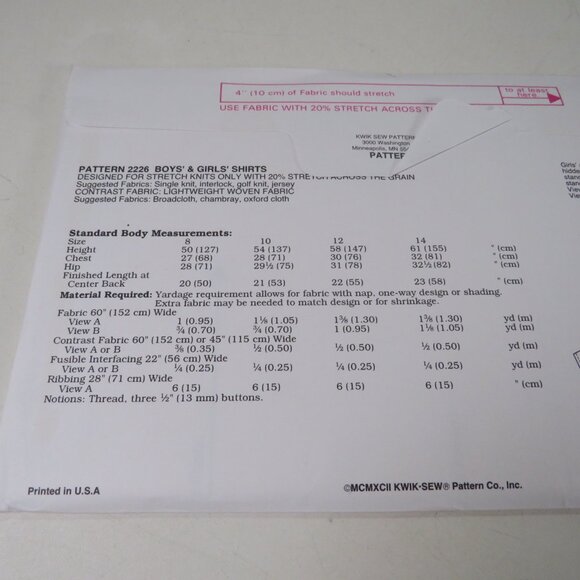 4" (10 cm) of Fabric should stretch
to at least
here
USE FABRIC WITH 20% STRETCH ACROSS
KWIK SEW PATTERN
3000 Washington
Minneapolis, MN
PATTER
PATTERN 2226 BOYS' & GIRLS' SHIRTS
DESIGNED FOR STRETCH KNITS ONLY WITH 20% STRETCH ACROSS THE GRAIN
Suggested Fabrics: Single knit, interlock, golf knit, jersey
CONTRAST FABRIC: LIGHTWEIGHT WOVEN FABRIC
Suggested Fabrics: Broadcloth, chambray, oxford cloth
Standard Body Measurements:
Size 8 10 12 14
Height 50 (127) 54 (137) 58 (147) 61 (155) " (cm)
Chest 27 (68) 28 (71) 30 (76) 32 (81) " (cm)
Hip 28 (71) 29½ (75) 31 (78) 32½ (82) " (cm)
Finished Length at
Center Back 20 (50) 21 (53) 22 (55) 23 (58) " (cm)
Material Required: Yardage requirement allows for fabric with nap, one-way design or shading.
Extra fabric may be needed to match design or for shrinkage.
Fabric 60" (152 cm) Wide
View A 1 (0.95) 1⅛ (1.05) 1⅜ (1.30) 1⅜ (1.30) yd (m)
View B ¾ (0.70) ¾ (0.70) 1 (0.95) 1⅛ (1.05) yd (m)
Contrast Fabric 60" (152 cm) or 45" (115 cm) Wide
View A or B ⅜ (0.35) ½ (0.50) ½ (0.50) ½ (0.50) yd (m)
Fusible Interfacing 22" (56 cm) Wide
View A or B ¼ (0.25) ¼ (0.25) ¼ (0.25) ¼ (0.25) yd (m)
Ribbing 28" (71 cm) Wide
View A 6 (15) 6 (15) 6 (15) 6 (15) " (cm)
Notions: Thread, three ½" (13 mm) buttons.
Printed in U.S.A
©MCMXCII KWIK·SEW® Pattern Co., Inc.
Girls'
hidden